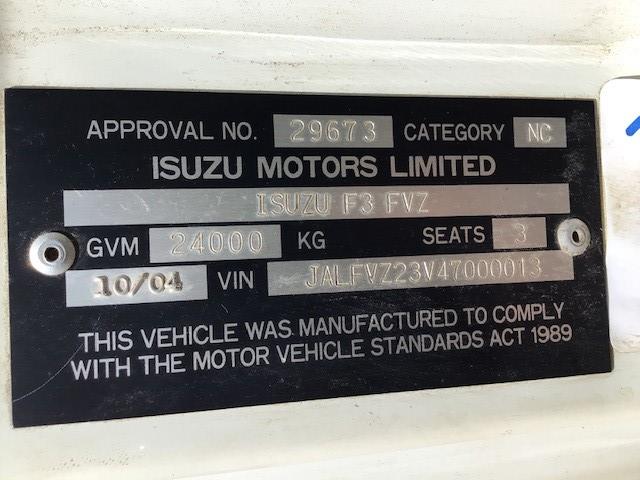 APPROVAL NO. 29673 CATEGORY NC
ISUZU MOTORS LIMITED
ISUZU F3 FVZ
GVM 24000 KG SEATS 3
10/04 VIN JALFVZ23V47000013
THIS VEHICLE WAS MANUFACTURED TO COMPLY
WITH THE MOTOR VEHICLE STANDARDS ACT 1989